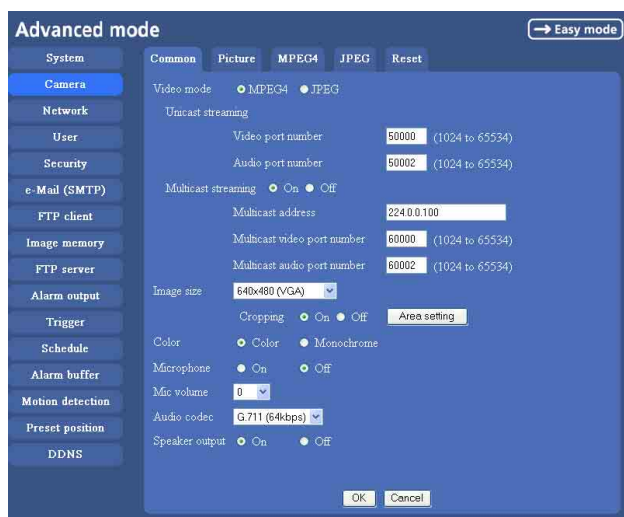 Advanced mode
→ Easy mode
System
Camera
Network
User
Security
e-Mail (SMTP)
FTP client
Image memory
FTP server
Alarm output
Trigger
Schedule
Alarm buffer
Motion detection
Preset position
DDNS
Common Picture MPEG4 JPEG Reset
Video mode MPEG4 JPEG
Unicast streaming
Video port number 50000 (1024 to 65534)
Audio port number 50002 (1024 to 65534)
Multicast streaming On Off
Multicast address 224.0.0.100
Multicast video port number 60000 (1024 to 65534)
Multicast audio port number 60002 (1024 to 65534)
Image size 640x480 (VGA)
Cropping On Off Area setting
Color Color Monochrome
Microphone On Off
Mic volume 0
Audio codec G.711 (64kbps)
Speaker output On Off
OK Cancel